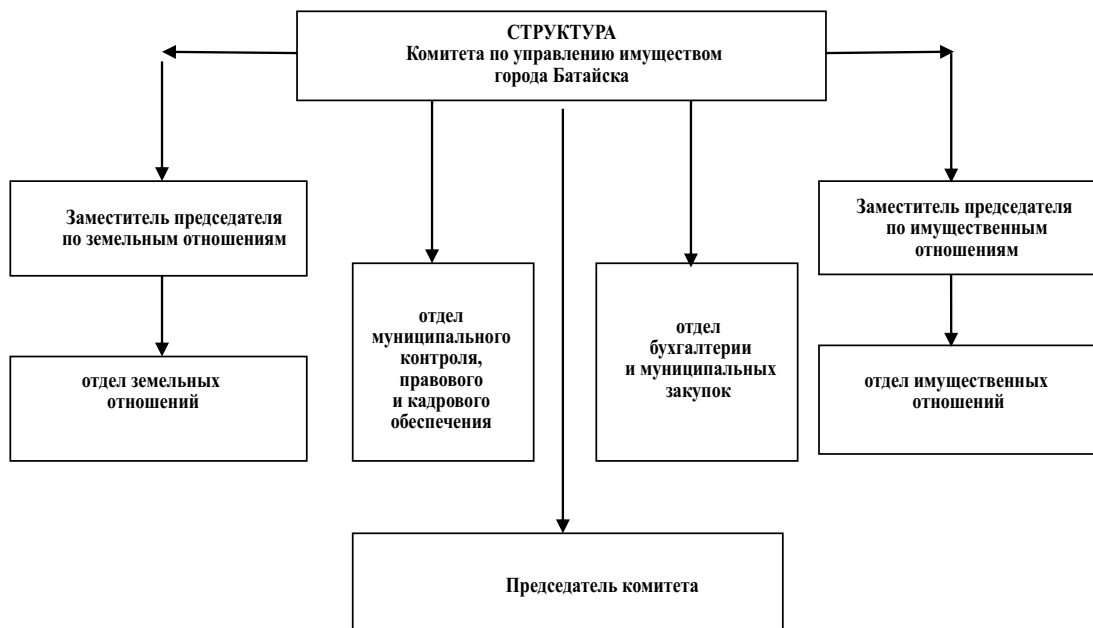 СТРУКТУРА
Комитета по управлению имуществом
города Батайска
Заместитель председателя
по земельным отношениям
Заместитель председателя
по имущественным
отношениям
отдел
муниципального
контроля,
правового
и кадрового
обеспечения
отдел
бухгалтерии
и муниципальных
закупок
отдел земельных
отношений
отдел имущественных
отношений
Председатель комитета